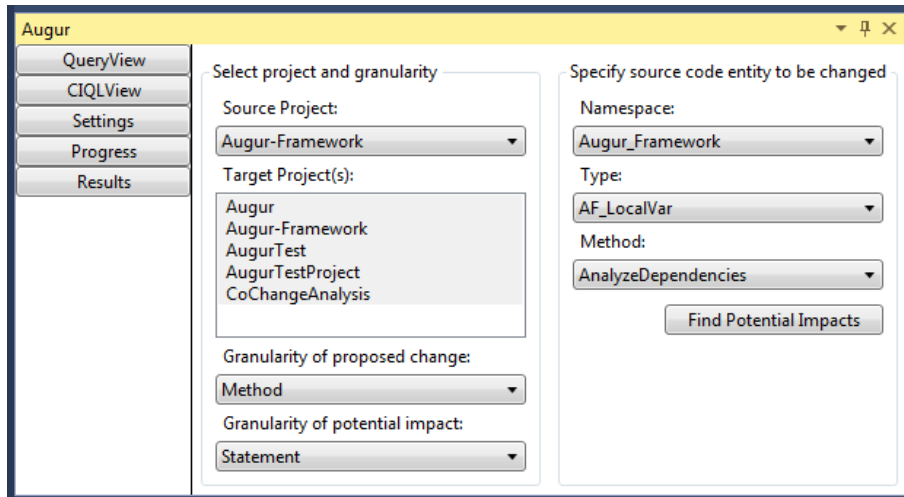 Augur
QueryView
CIQLView
Settings
Progress
Results
Select project and granularity
Source Project:
Augur-Framework
Target Project(s):
Augur
Augur-Framework
AugurTest
AugurTestProject
CoChangeAnalysis
Granularity of proposed change:
Method
Granularity of potential impact:
Statement
Specify source code entity to be changed
Namespace:
Augur_Framework
Type:
AF_LocalVar
Method:
AnalyzeDependencies
Find Potential Impacts